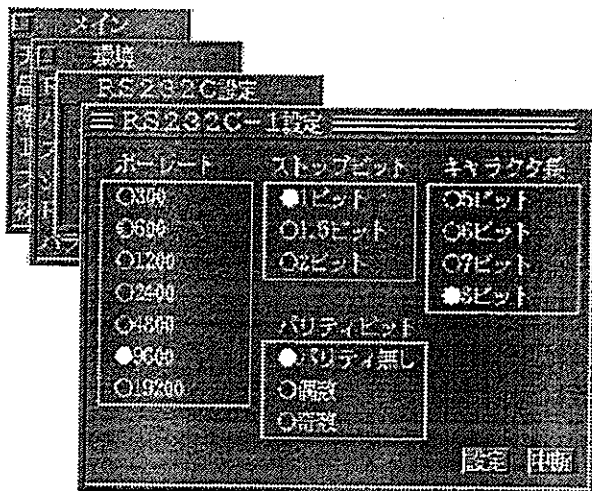 メイン
環境
RS232C設定
RS232C-1設定
ボーレート
300
600
1200
2400
4800
9600
19200
ストップビット
1ビット
1.5ビット
2ビット
キャラクタ長
5ビット
6ビット
7ビット
8ビット
パリティビット
パリティ無し
偶数
奇数
設定
中断